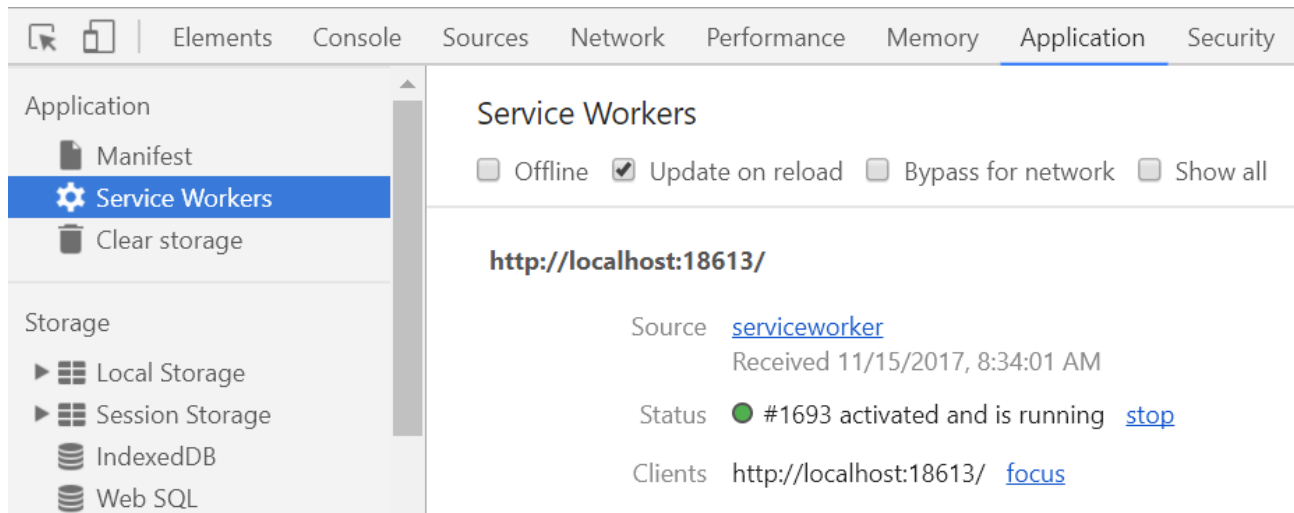 Elements Console Sources Network Performance Memory Application Security
Application
Manifest
Service Workers
Clear storage
Storage
Local Storage
Session Storage
IndexedDB
Web SQL
Service Workers
Offline Update on reload Bypass for network Show all
http://localhost:18613/
Source serviceworker
Received 11/15/2017, 8:34:01 AM
Status #1693 activated and is running stop
Clients http://localhost:18613/ focus